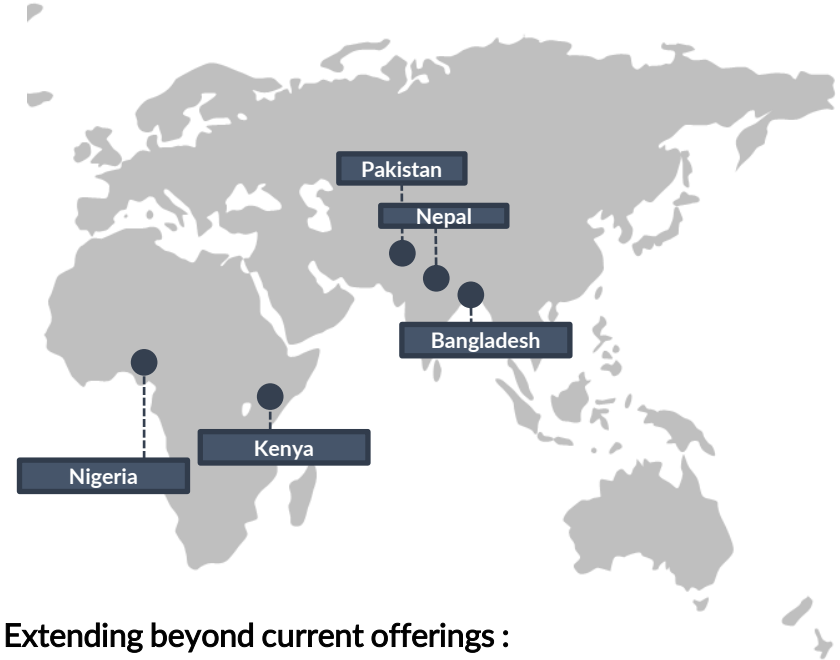 Pakistan
Nepal
Bangladesh
Kenya
Nigeria
Extending beyond current offerings :